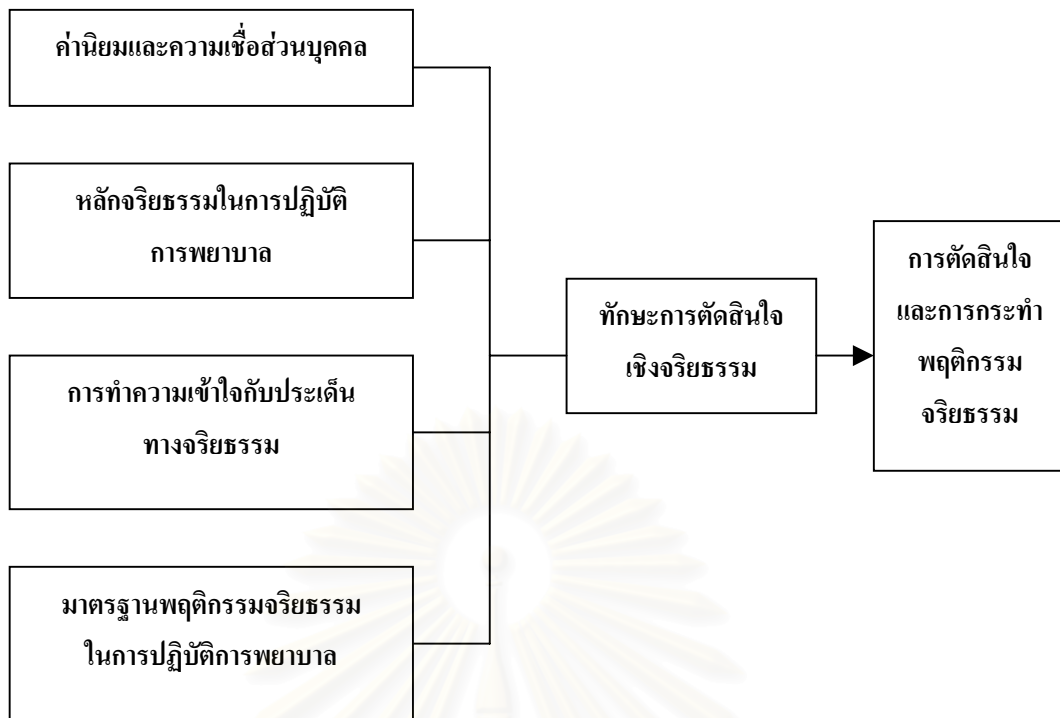 ค่านิยมและความเชื่อส่วนบุคคล
หลักจริยธรรมในการปฏิบัติ
การพยาบาล
การทำความเข้าใจกับประเด็น
ทางจริยธรรม
มาตรฐานพฤติกรรมจริยธรรม
ในการปฏิบัติการพยาบาล
ทักษะการตัดสินใจ
เชิงจริยธรรม
การตัดสินใจ
และการกระทำ
พฤติกรรม
จริยธรรม